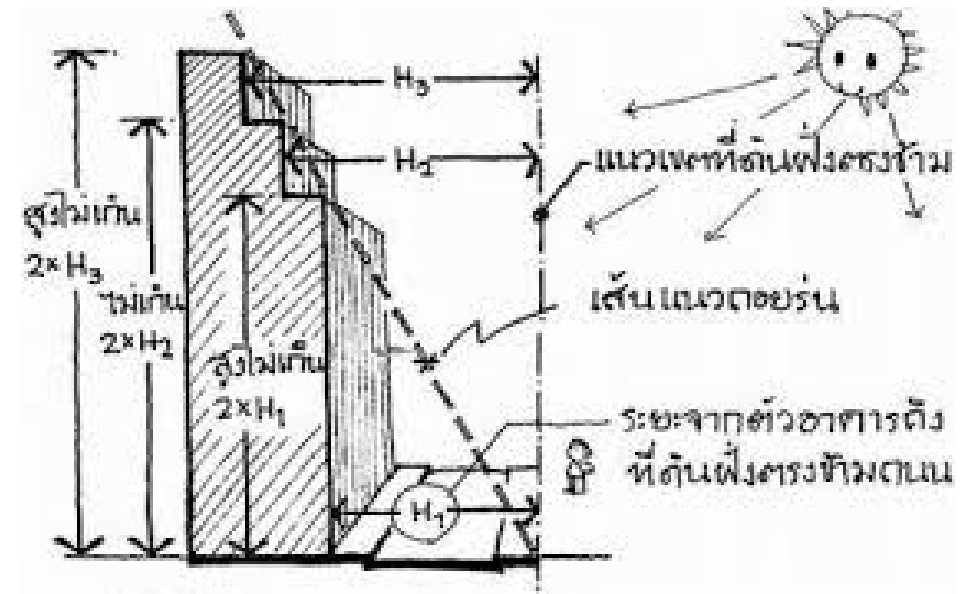 H₃
H₂
แนวเขตที่ดินฝั่งตรงข้าม
สูงไม่เกิน
2×H₃
ไม่เกิน
2×H₂
เส้นแนวถอยร่น
สูงไม่เกิน
2×H₁
ระยะจากตัวอาคารถึง
ที่ดินฝั่งตรงข้ามถนน
H₁